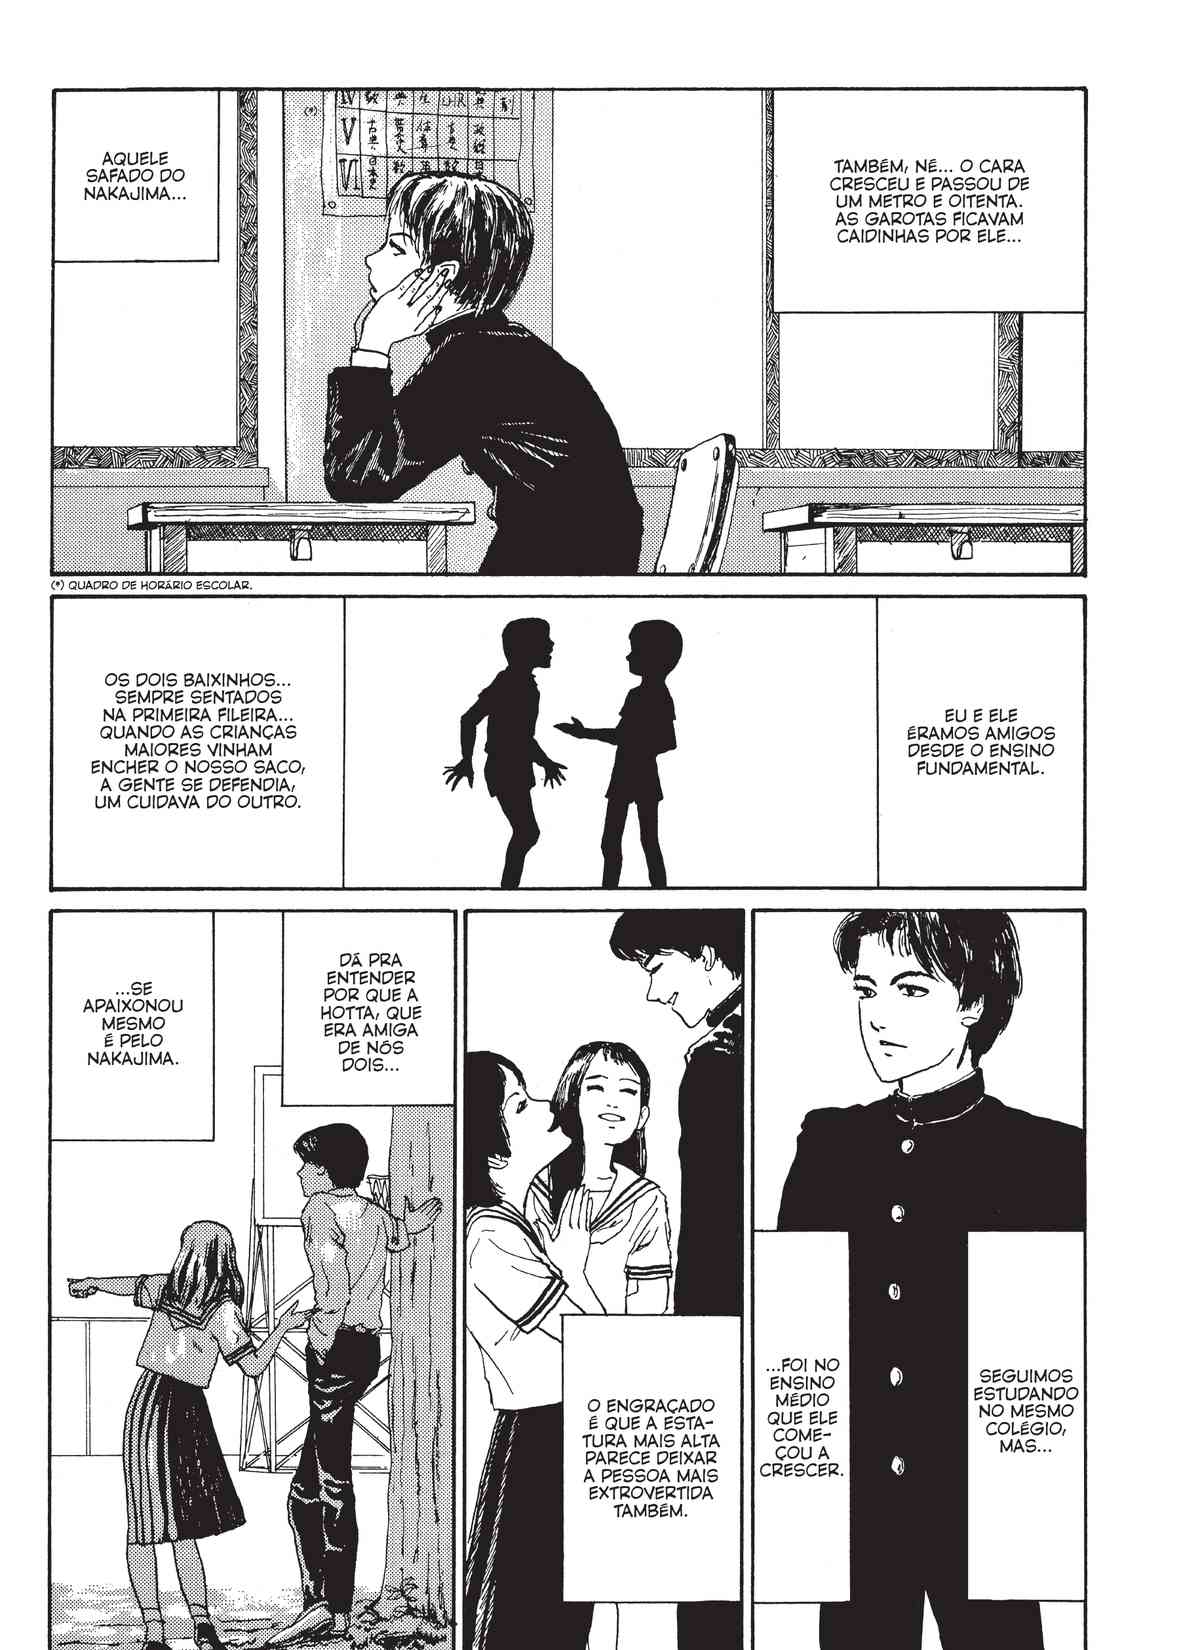 TAMBÉM, NÉ... O CARA
CRESCEU E PASSOU DE
UM METRO E OITENTA.
AS GAROTAS FICAVAM
CAIDINHAS POR ELE...
(*)
IV
V
VI
AQUELE
SAFADO DO
NAKAJIMA...
(*) QUADRO DE HORÁRIO ESCOLAR.
EU E ELE
ÉRAMOS AMIGOS
DESDE O ENSINO
FUNDAMENTAL.
OS DOIS BAIXINHOS...
SEMPRE SENTADOS
NA PRIMEIRA FILEIRA...
QUANDO AS CRIANÇAS
MAIORES VINHAM
ENCHER O NOSSO SACO,
A GENTE SE DEFENDIA,
UM CUIDAVA DO OUTRO.
SEGUIMOS
ESTUDANDO
NO MESMO
COLÉGIO,
MAS...
...FOI NO
ENSINO
MÉDIO
QUE ELE
COME-
ÇOU A
CRESCER.
O ENGRAÇADO
É QUE A ESTA-
TURA MAIS ALTA
PARECE DEIXAR
A PESSOA MAIS
EXTROVERTIDA
TAMBÉM.
DÁ PRA
ENTENDER
POR QUE A
HOTTA, QUE
ERA AMIGA
DE NÓS
DOIS...
...SE
APAIXONOU
MESMO
É PELO
NAKAJIMA.